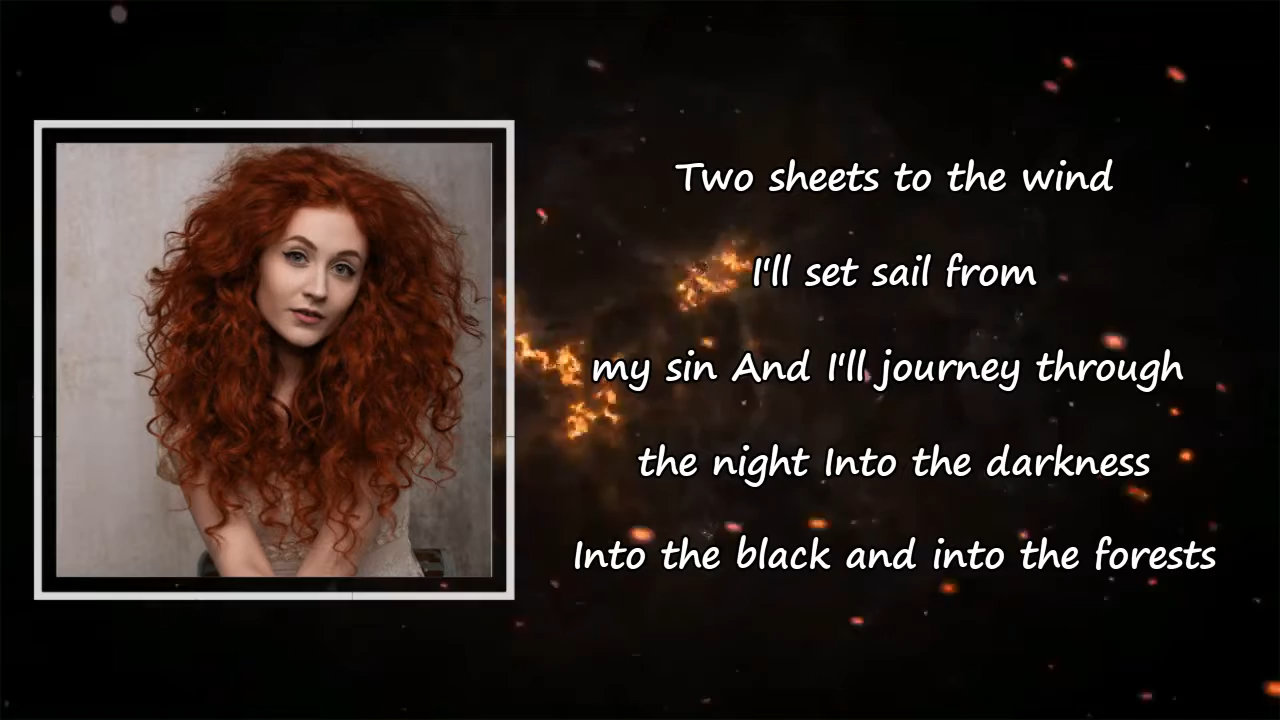 Two sheets to the wind
I'll set sail from
my sin And I'll journey through
the night Into the darkness
Into the black and into the forests